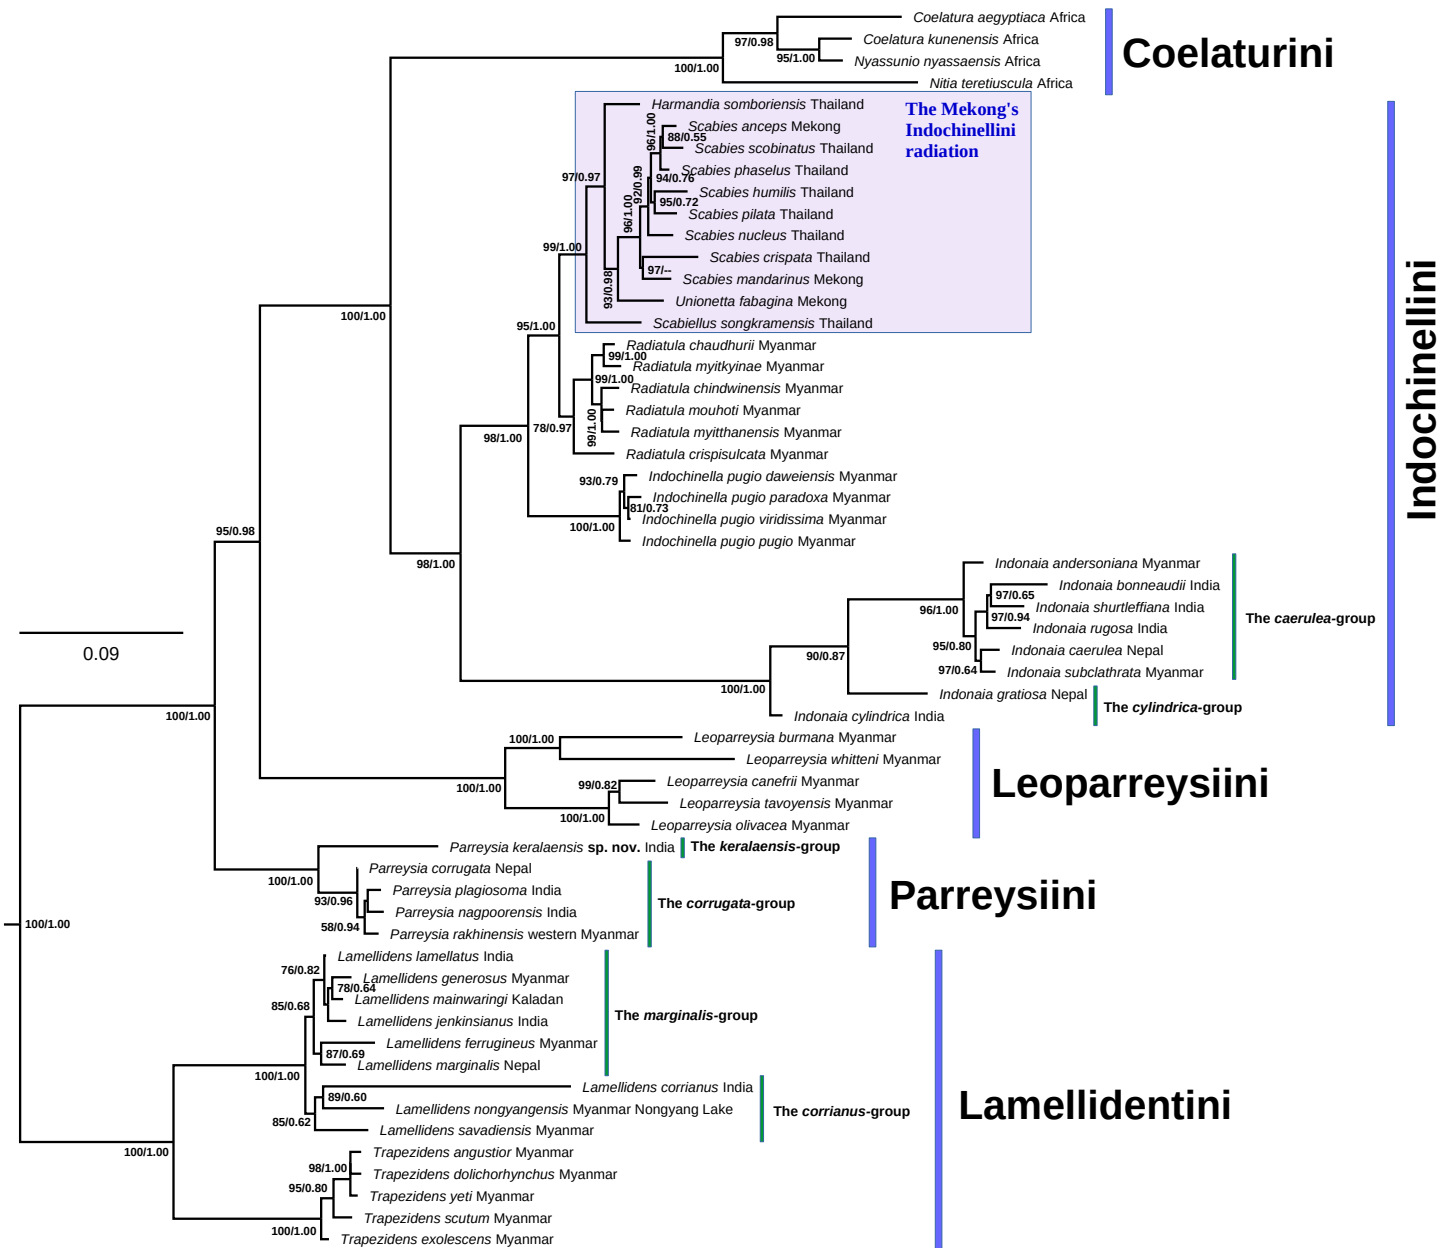 Coelatura aegyptiaca Africa
97/0.98
Coelatura kunenensis Africa
95/1.00
Nyassunio nyassaensis Africa
100/1.00
Nitia teretiuscula Africa
Coelaturini
Harmandia somboriensis Thailand
The Mekong's
Indochinellini
radiation
Scabies anceps Mekong
96/1.00
88/0.55
Scabies scobinatus Thailand
Scabies phaselus Thailand
94/0.76
97/0.97
92/0.99
Scabies humilis Thailand
95/0.72
Scabies pilata Thailand
96/1.00
Scabies nucleus Thailand
99/1.00
Scabies crispata Thailand
97/--
Scabies mandarinus Mekong
93/0.98
Unionetta fabagina Mekong
100/1.00
Scabiellus songkramensis Thailand
95/1.00
Radiatula chaudhurii Myanmar
99/1.00
Radiatula myitkyinae Myanmar
99/1.00
Radiatula chindwinensis Myanmar
Radiatula mouhoti Myanmar
99/1.00
78/0.97
Radiatula myitthanensis Myanmar
98/1.00
Radiatula crispisulcata Myanmar
Indochinellini
Indochinella pugio daweiensis Myanmar
93/0.79
Indochinella pugio paradoxa Myanmar
81/0.73
Indochinella pugio viridissima Myanmar
100/1.00
95/0.98
Indochinella pugio pugio Myanmar
98/1.00
Indonaia andersoniana Myanmar
Indonaia bonneaudii India
97/0.65
96/1.00
Indonaia shurtleffiana India
97/0.94
The caerulea-group
Indonaia rugosa India
95/0.80
Indonaia caerulea Nepal
90/0.87
97/0.64
Indonaia subclathrata Myanmar
0.09
100/1.00
Indonaia gratiosa Nepal
The cylindrica-group
Indonaia cylindrica India
100/1.00
Leoparreysia burmana Myanmar
100/1.00
Leoparreysia whitteni Myanmar
Leoparreysia canefrii Myanmar
99/0.82
100/1.00
Leoparreysia tavoyensis Myanmar
100/1.00
Leoparreysia olivacea Myanmar
Leoparreysiini
Parreysia keralaensis sp. nov. India
The keralaensis-group
Parreysia corrugata Nepal
100/1.00
Parreysia plagiosoma India
93/0.96
The corrugata-group
Parreysia nagpoorensis India
58/0.94
Parreysia rakhinensis western Myanmar
Parreysiini
100/1.00
Lamellidens lamellatus India
76/0.82
Lamellidens generosus Myanmar
78/0.64
Lamellidens mainwaringi Kaladan
85/0.68
The marginalis-group
Lamellidens jenkinsianus India
Lamellidens ferrugineus Myanmar
87/0.69
Lamellidens marginalis Nepal
100/1.00
Lamellidens corrianus India
89/0.60
Lamellidens nongyangensis Myanmar Nongyang Lake
The corrianus-group
85/0.62
Lamellidens savadiensis Myanmar
Lamellidentini
100/1.00
Trapezidens angustior Myanmar
98/1.00
Trapezidens dolichorhynchus Myanmar
95/0.80
Trapezidens yeti Myanmar
Trapezidens scutum Myanmar
100/1.00
Trapezidens exolescens Myanmar